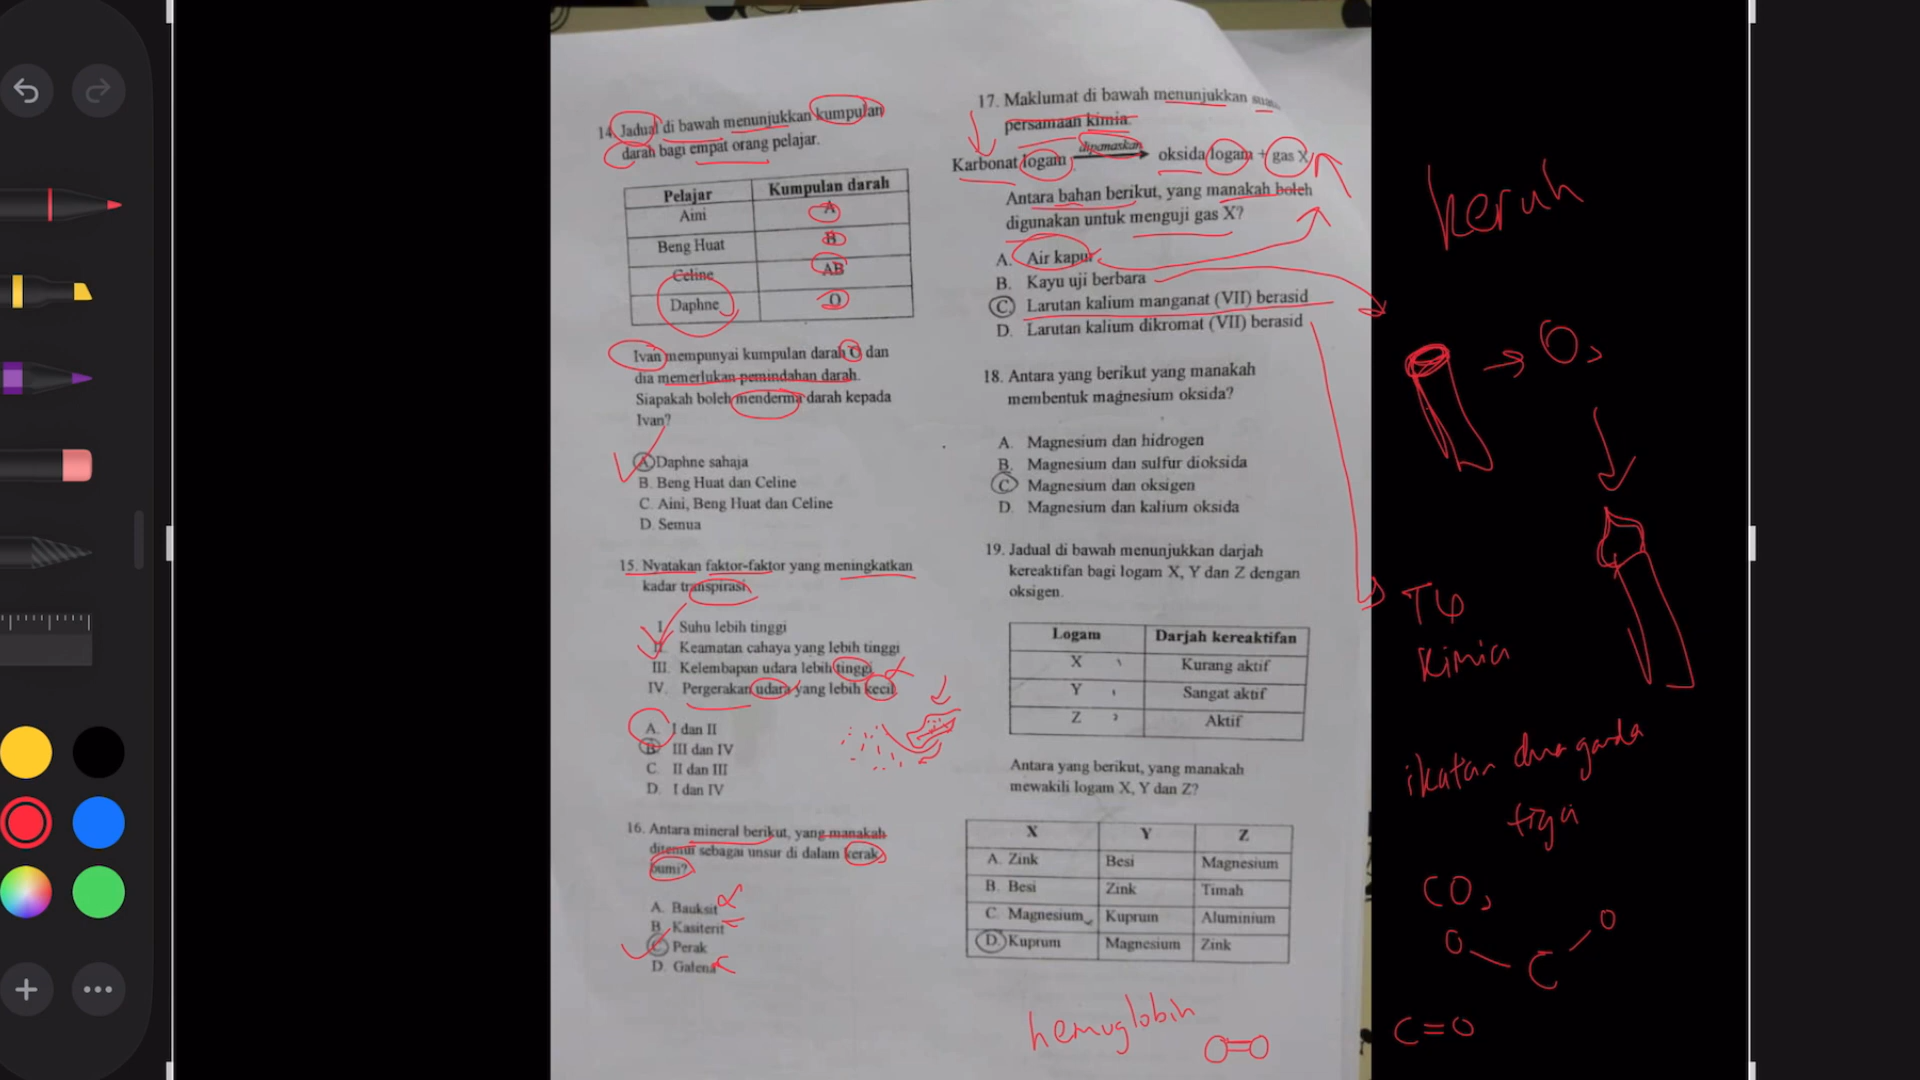 14. Jadual di bawah menunjukkan kumpulan
darah bagi empat orang pelajar.
Pelajar Kumpulan darah
Aini A
Beng Huat B
Celine AB
Daphne O
Ivan mempunyai kumpulan darah O dan
dia memerlukan pemindahan darah.
Siapakah boleh menderma darah kepada
Ivan?
A. Daphne sahaja
B. Beng Huat dan Celine
C. Aini, Beng Huat dan Celine
D. Semua
15. Nyatakan faktor-faktor yang meningkatkan
kadar transpirasi.
I. Suhu lebih tinggi
II. Keamatan cahaya yang lebih tinggi
III. Kelembapan udara lebih tinggi
IV. Pergerakan udara yang lebih kecil
A. I dan II
B. III dan IV
C. II dan III
D. I dan IV
16. Antara mineral berikut, yang manakah
ditemui sebagai unsur di dalam kerak
bumi?
A. Bauksit
B. Kasiterit
C. Perak
D. Galena
17. Maklumat di bawah menunjukkan
persamaan kimia.
Karbonat logam dipanaskan oksida logam + gas X
Antara bahan berikut, yang manakah boleh
digunakan untuk menguji gas X?
A. Air kapur
B. Kayu uji berbara
C. Larutan kalium manganat (VII) berasid
D. Larutan kalium dikromat (VII) berasid
18. Antara yang berikut yang manakah
membentuk magnesium oksida?
A. Magnesium dan hidrogen
B. Magnesium dan sulfur dioksida
C. Magnesium dan oksigen
D. Magnesium dan kalium oksida
19. Jadual di bawah menunjukkan darjah
kereaktifan bagi logam X, Y dan Z dengan
oksigen.
Logam Darjah kereaktifan
X Kurang aktif
Y Sangat aktif
Z Aktif
Antara yang berikut, yang manakah
mewakili logam X, Y dan Z?
X Y Z
A. Zink Besi Magnesium
B. Besi Zink Timah
C. Magnesium Kuprum Aluminium
D. Kuprum Magnesium Zink
hemoglobin
O=O
keruh
O₂
T4
Kimia
ikatan dua ganda
tiga
CO₂
O C O
C=O